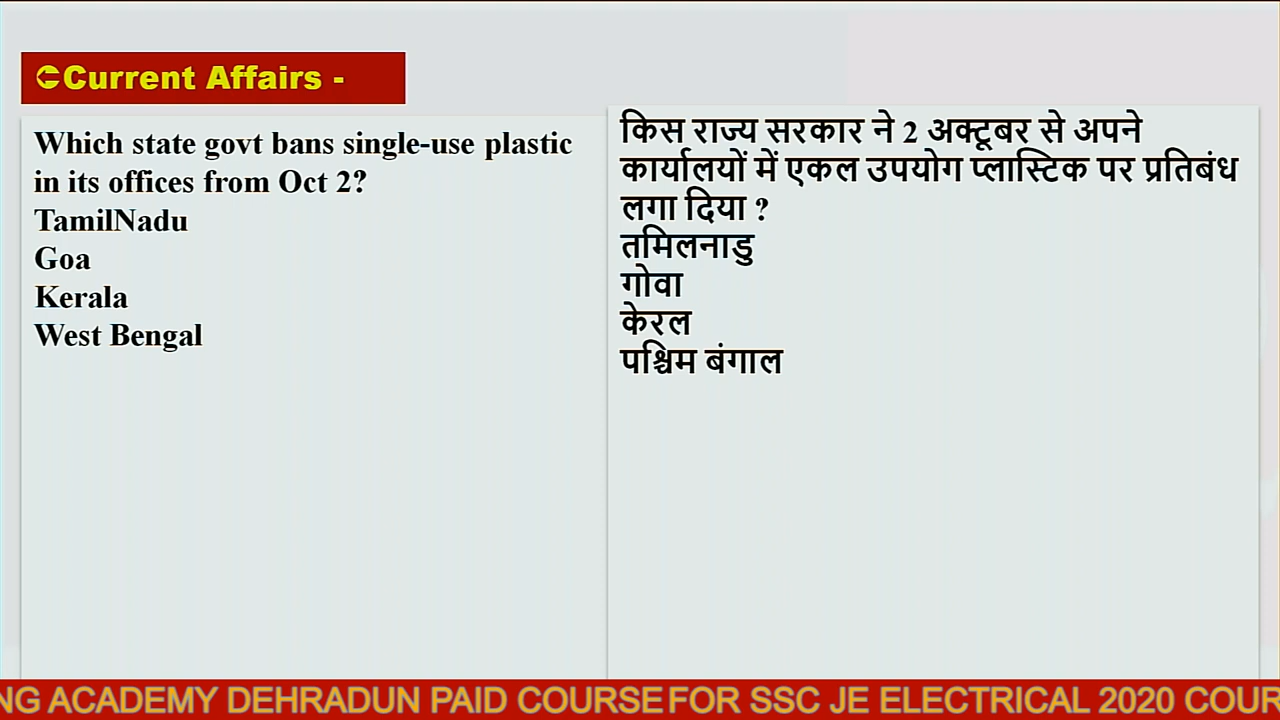 ➲Current Affairs -
Which state govt bans single-use plastic
in its offices from Oct 2?
TamilNadu
Goa
Kerala
West Bengal
किस राज्य सरकार ने 2 अक्टूबर से अपने
कार्यालयों में एकल उपयोग प्लास्टिक पर प्रतिबंध
लगा दिया ?
तमिलनाडु
गोवा
केरल
पश्चिम बंगाल
NG ACADEMY DEHRADUN PAID COURSE FOR SSC JE ELECTRICAL 2020 COUR